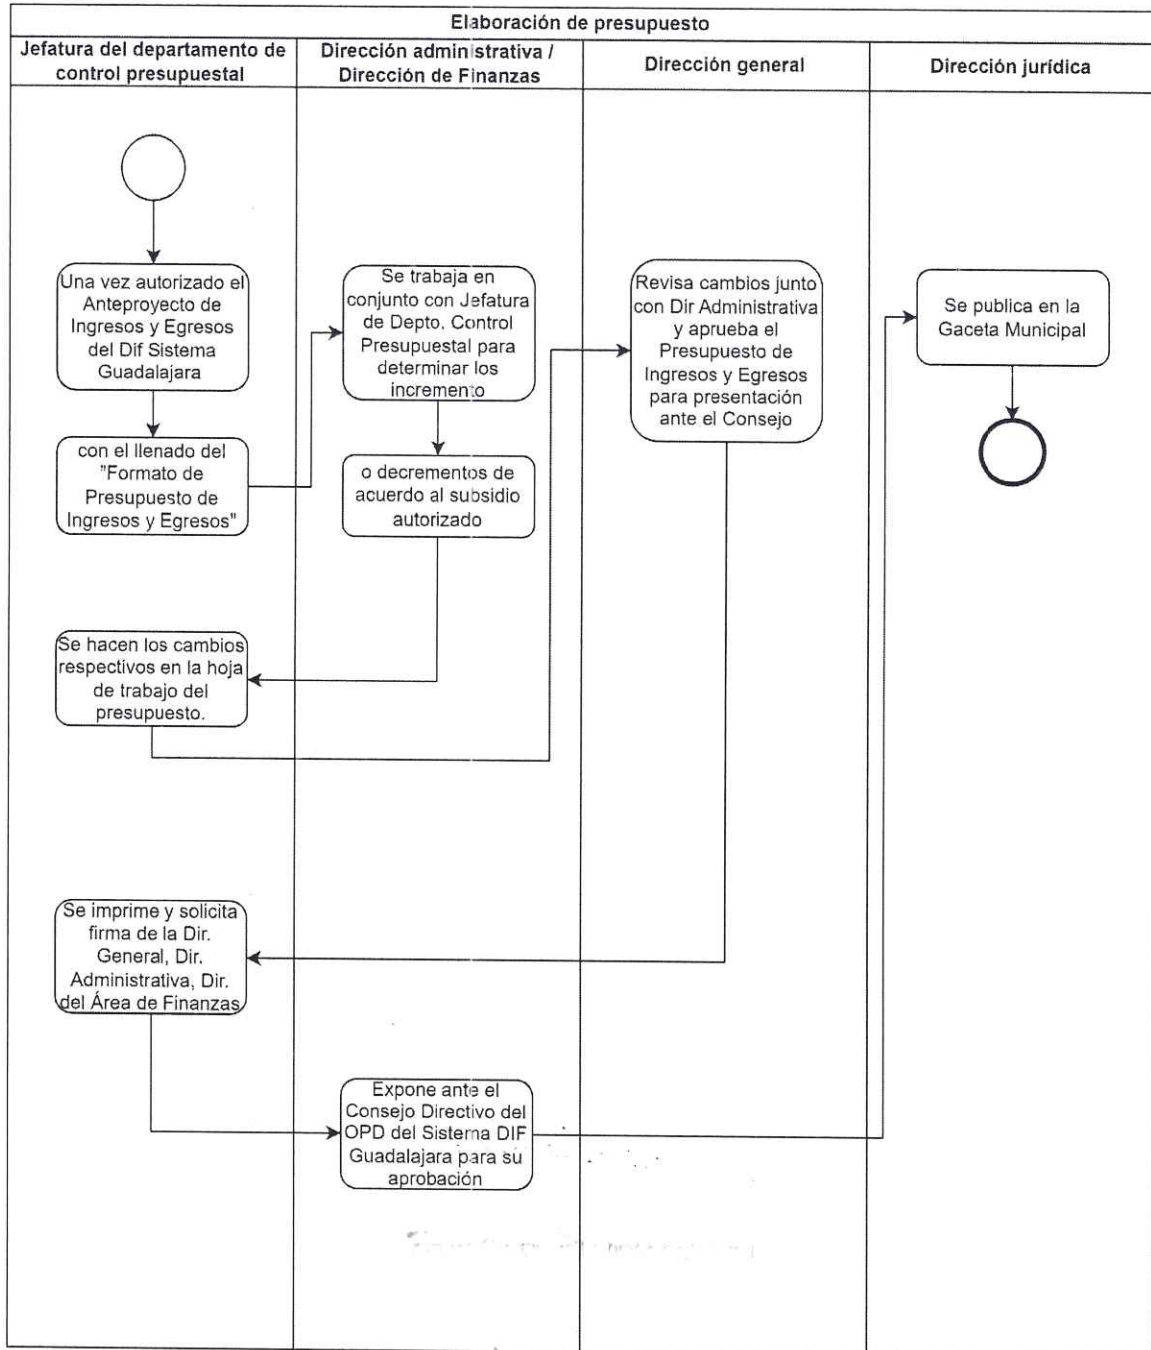 Elaboración de presupuesto
Jefatura del departamento de
control presupuestal
Dirección administrativa /
Dirección de Finanzas
Dirección general
Dirección jurídica
Una vez autorizado el
Anteproyecto de
Ingresos y Egresos
del Dif Sistema
Guadalajara
con el llenado del
"Formato de
Presupuesto de
Ingresos y Egresos"
Se trabaja en
conjunto con Jefatura
de Depto. Control
Presupuestal para
determinar los
incremento
o decrementos de
acuerdo al subsidio
autorizado
Se hacen los cambios
respectivos en la hoja
de trabajo del
presupuesto.
Revisa cambios junto
con Dir Administrativa
y aprueba el
Presupuesto de
Ingresos y Egresos
para presentación
ante el Consejo
Se imprime y solicita
firma de la Dir.
General, Dir.
Administrativa, Dir.
del Área de Finanzas
Expone ante el
Consejo Directivo del
OPD del Sistema DIF
Guadalajara para su
aprobación
Se publica en la
Gaceta Municipal